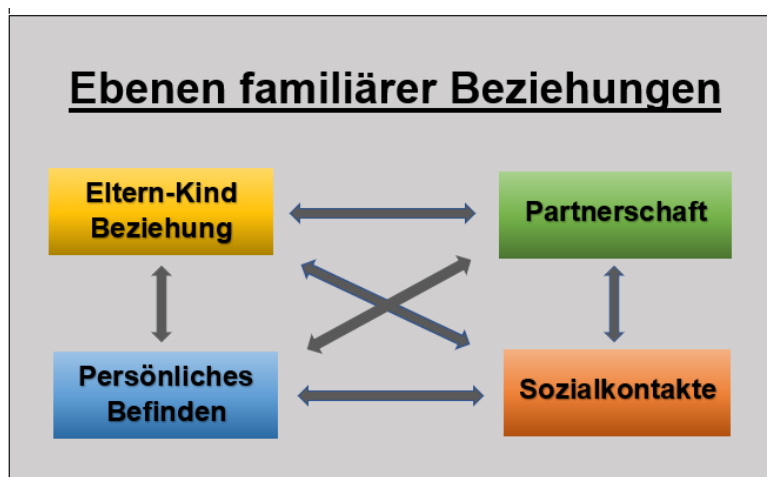 Ebenen familiärer Beziehungen
Eltern-Kind
Beziehung
Partnerschaft
Persönliches
Befinden
Sozialkontakte